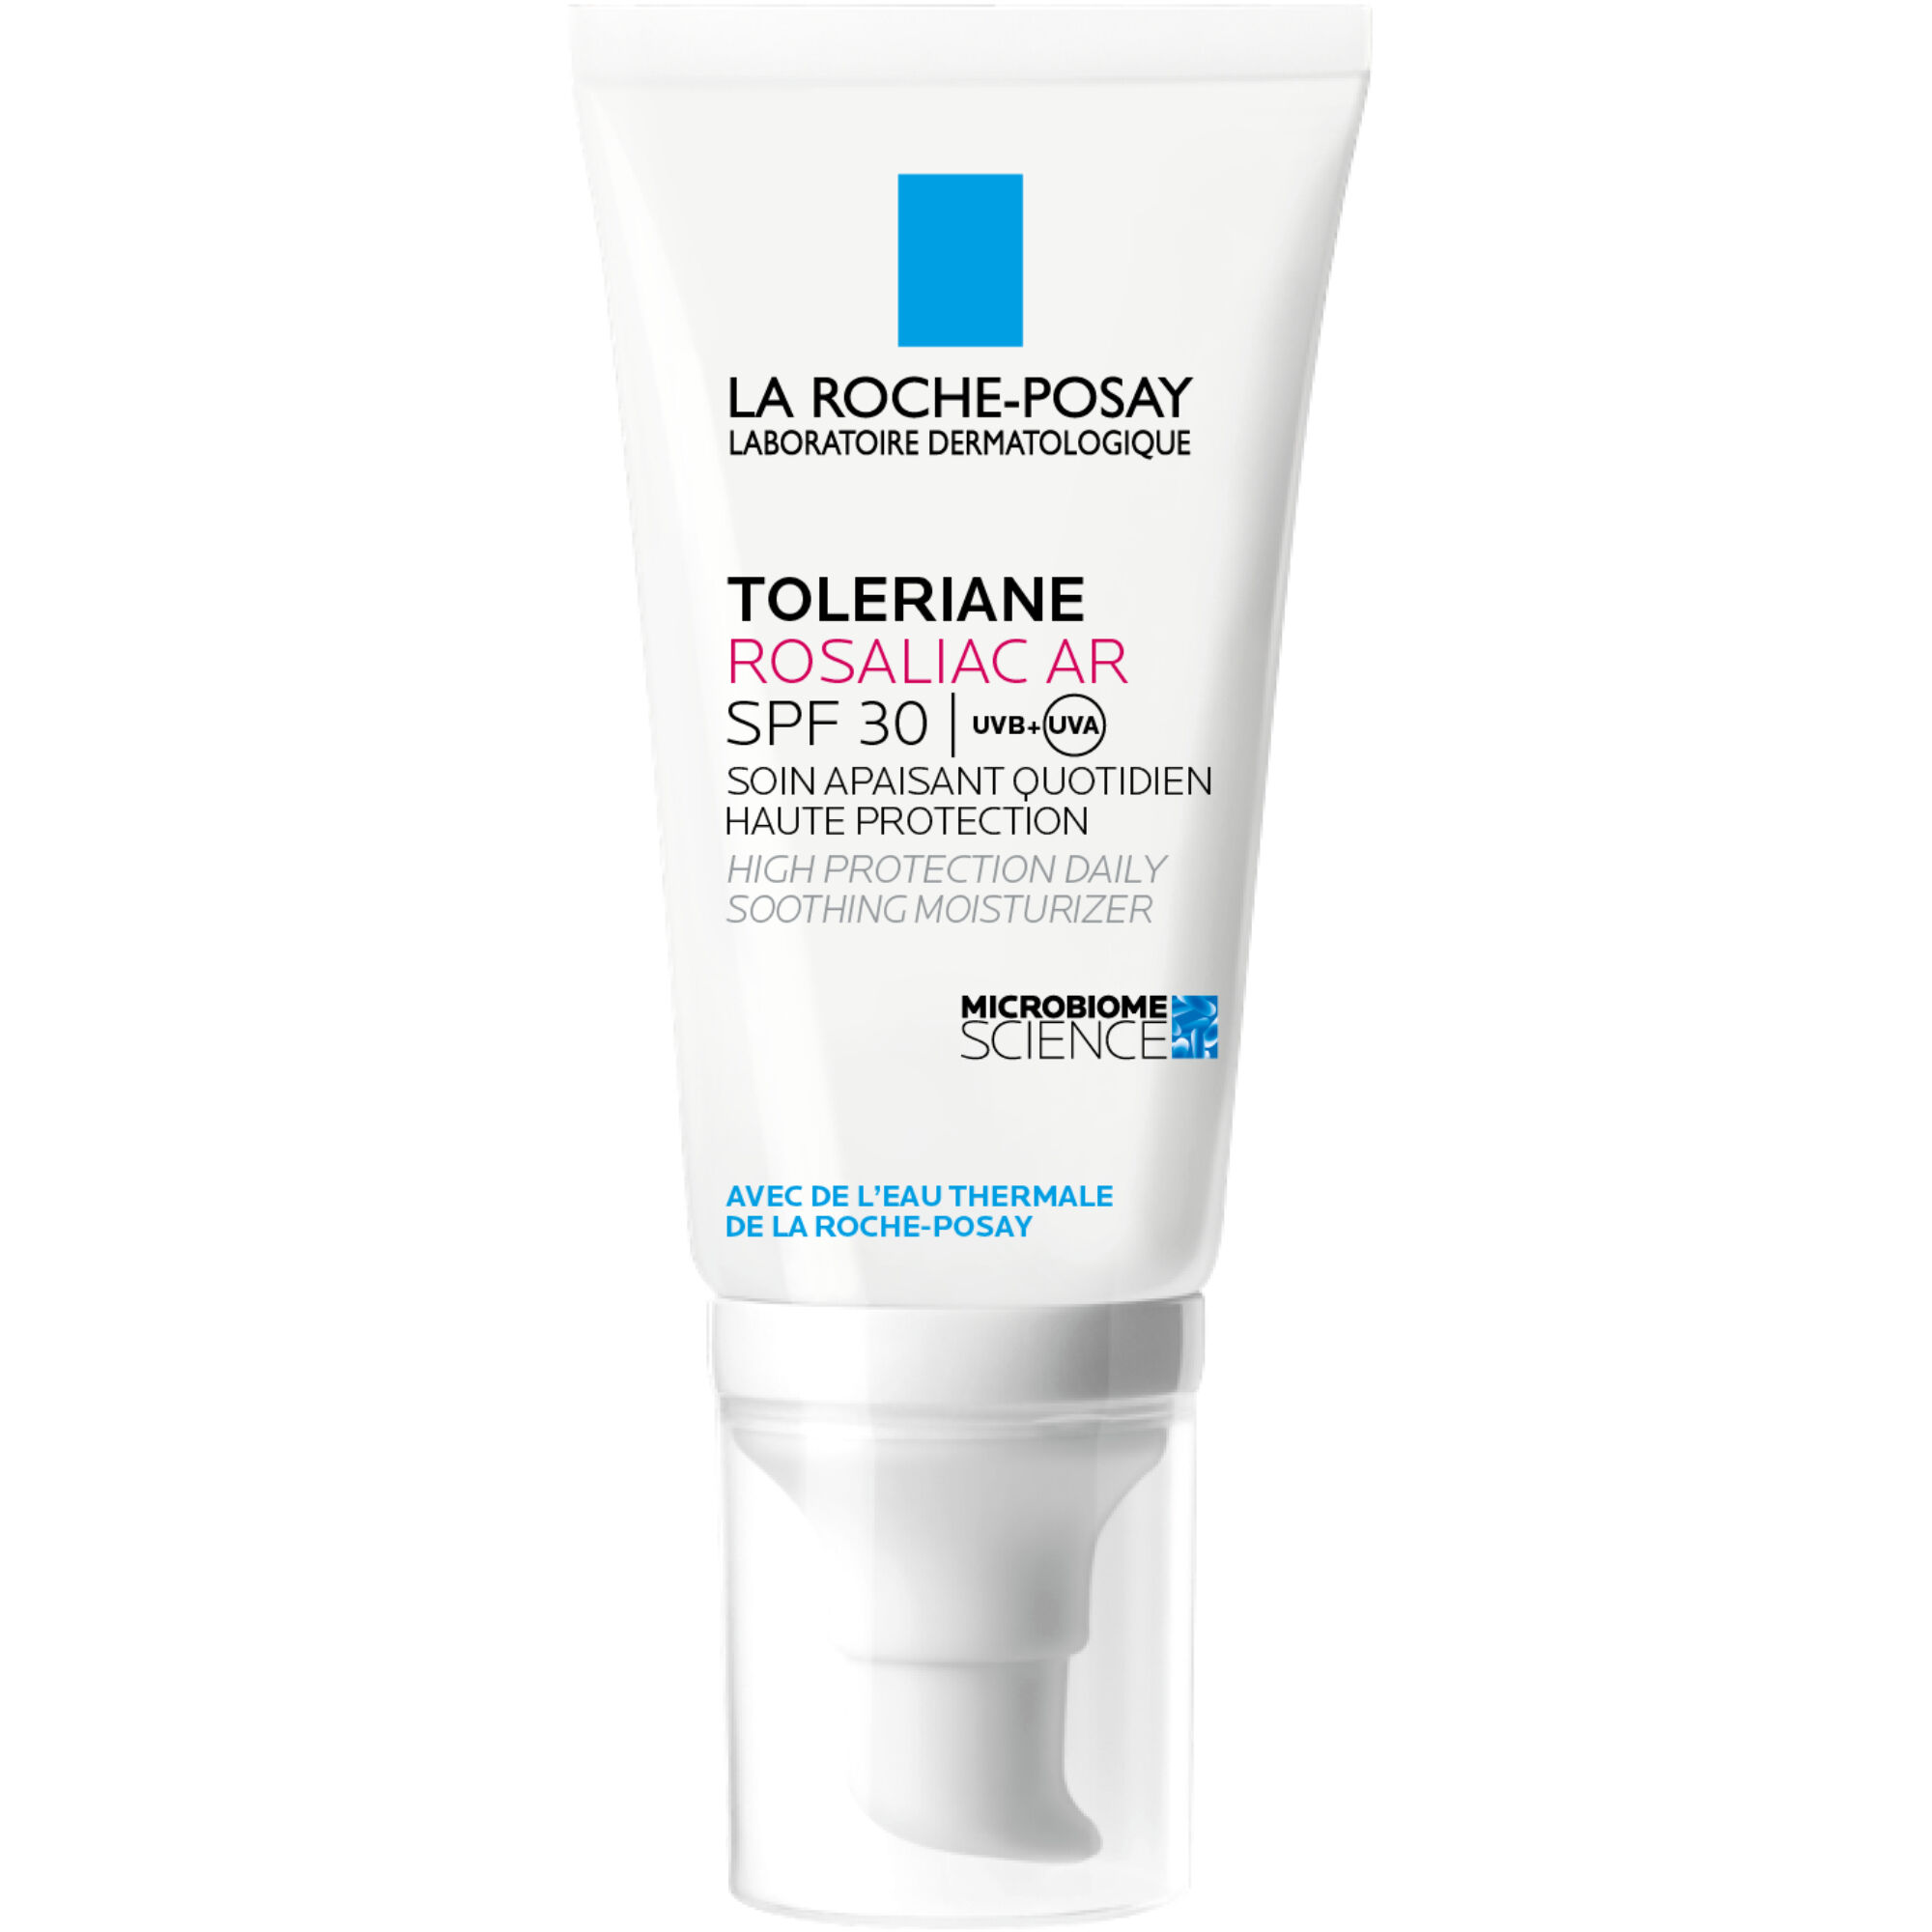 LA ROCHE-POSAY
LABORATOIRE DERMATOLOGIQUE
TOLERIANE
ROSALIAC AR
SPF 30 | UVB+UVA
SOIN APAISANT QUOTIDIEN
HAUTE PROTECTION
HIGH PROTECTION DAILY
SOOTHING MOISTURIZER
MICROBIOME
SCIENCE
AVEC DE L'EAU THERMALE
DE LA ROCHE-POSAY